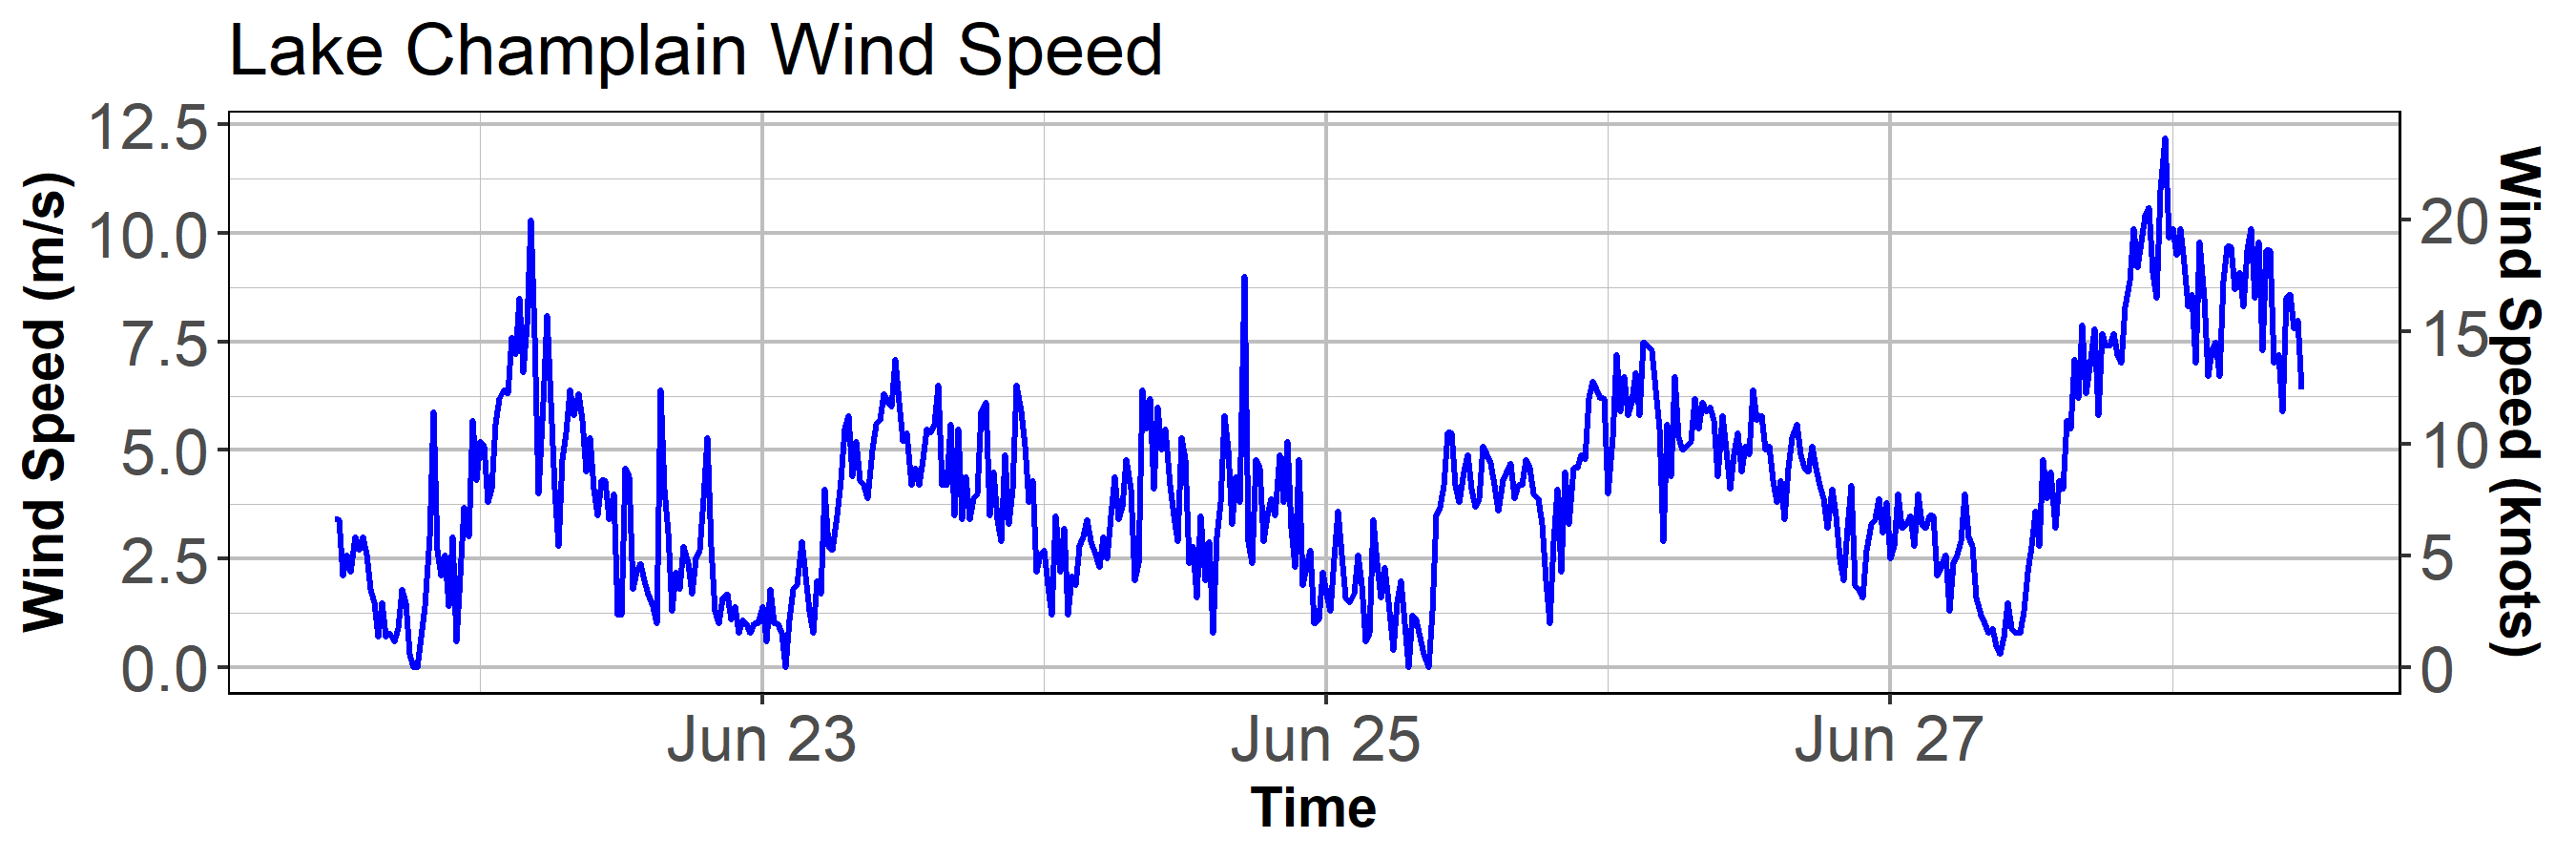 Lake Champlain Wind Speed
Wind Speed (m/s)
12.5
10.0
7.5
5.0
2.5
0.0
20
15
10
5
0
Wind Speed (knots)
Jun 23
Jun 25
Jun 27
Time